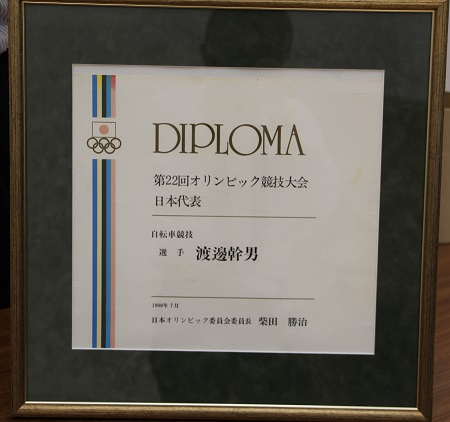 DIPLOMA
第22回オリンピック競技大会
日本代表
自転車競技
選手 渡邊幹男
1980年7月
日本オリンピック委員会委員長 柴田 勝治